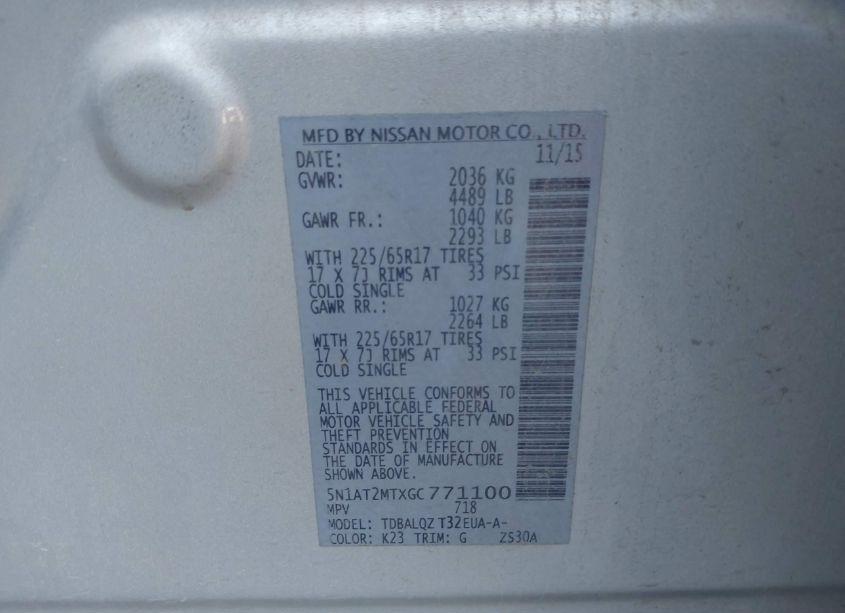 MFD BY NISSAN MOTOR CO., LTD.
DATE: 11/15
GVWR: 2036 KG
4489 LB
GAWR FR.: 1040 KG
2293 LB
WITH 225/65R17 TIRES
17 X 7J RIMS AT 33 PSI
COLD SINGLE
GAWR RR.: 1027 KG
2264 LB
WITH 225/65R17 TIRES
17 X 7J RIMS AT 33 PSI
COLD SINGLE
THIS VEHICLE CONFORMS TO
ALL APPLICABLE FEDERAL
MOTOR VEHICLE SAFETY AND
THEFT PREVENTION
STANDARDS IN EFFECT ON
THE DATE OF MANUFACTURE
SHOWN ABOVE.
5N1AT2MTXGC771100
MPV 718
MODEL: TDBALQZ T32EUA-A-
COLOR: K23 TRIM: G ZS30A